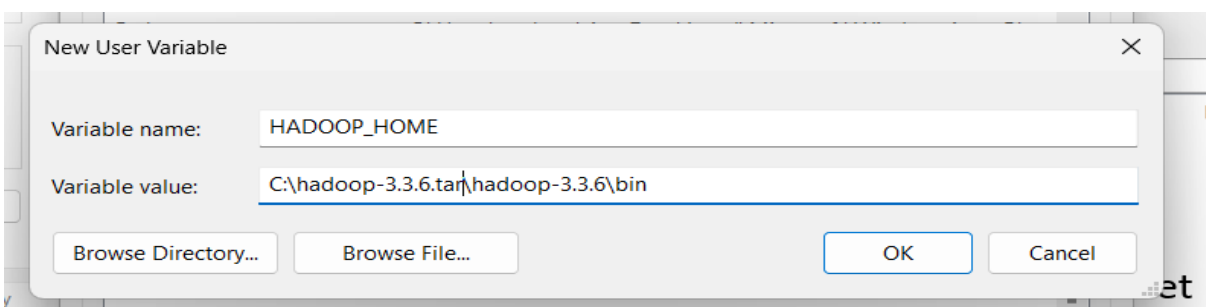 New User Variable
Variable name:
HADOOP_HOME
Variable value:
C:\hadoop-3.3.6.tar\hadoop-3.3.6\bin
Browse Directory...
Browse File...
OK
Cancel
et